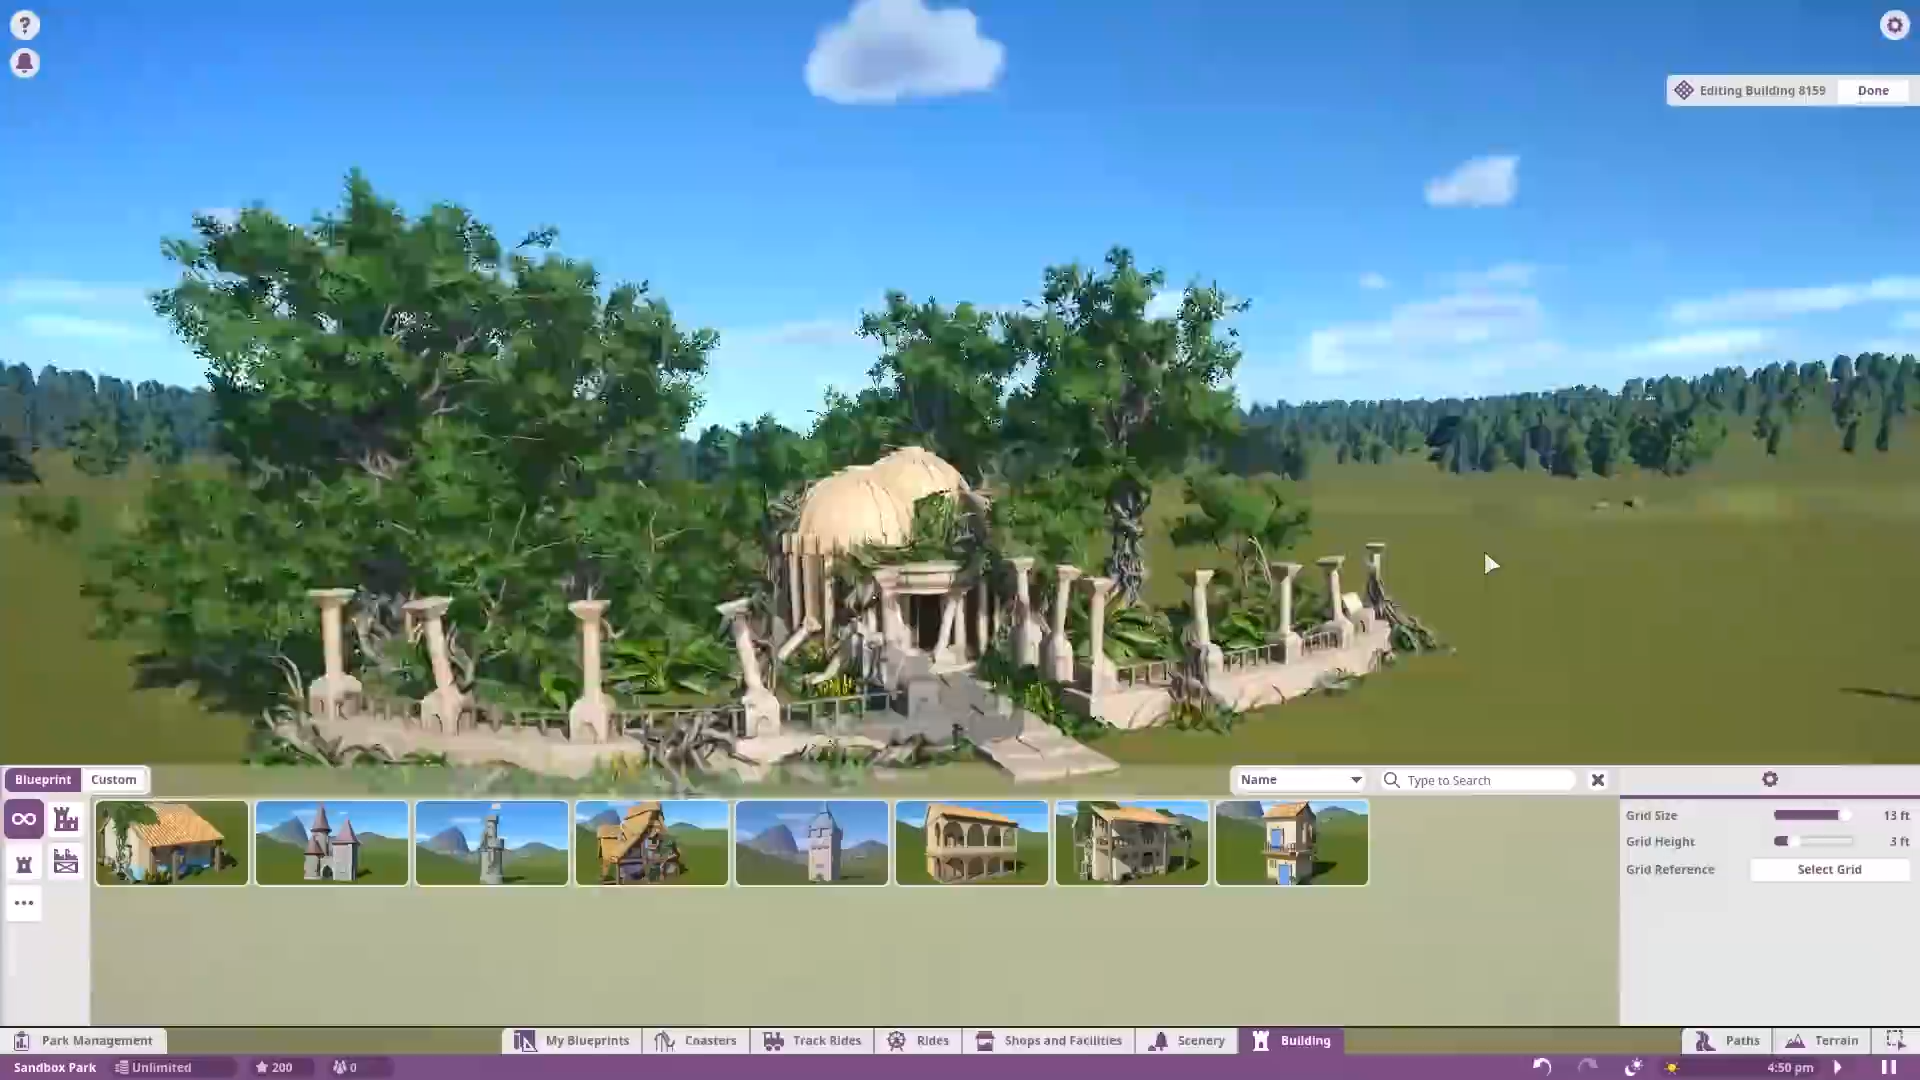 ?
Editing Building 8159 Done
Blueprint Custom
Name
Type to Search
Grid Size 13 ft
Grid Height 3 ft
Grid Reference Select Grid
Park Management
My Blueprints Coasters Track Rides Rides Shops and Facilities Scenery Building
Paths Terrain
Sandbox Park Unlimited 200 0
4:50 pm